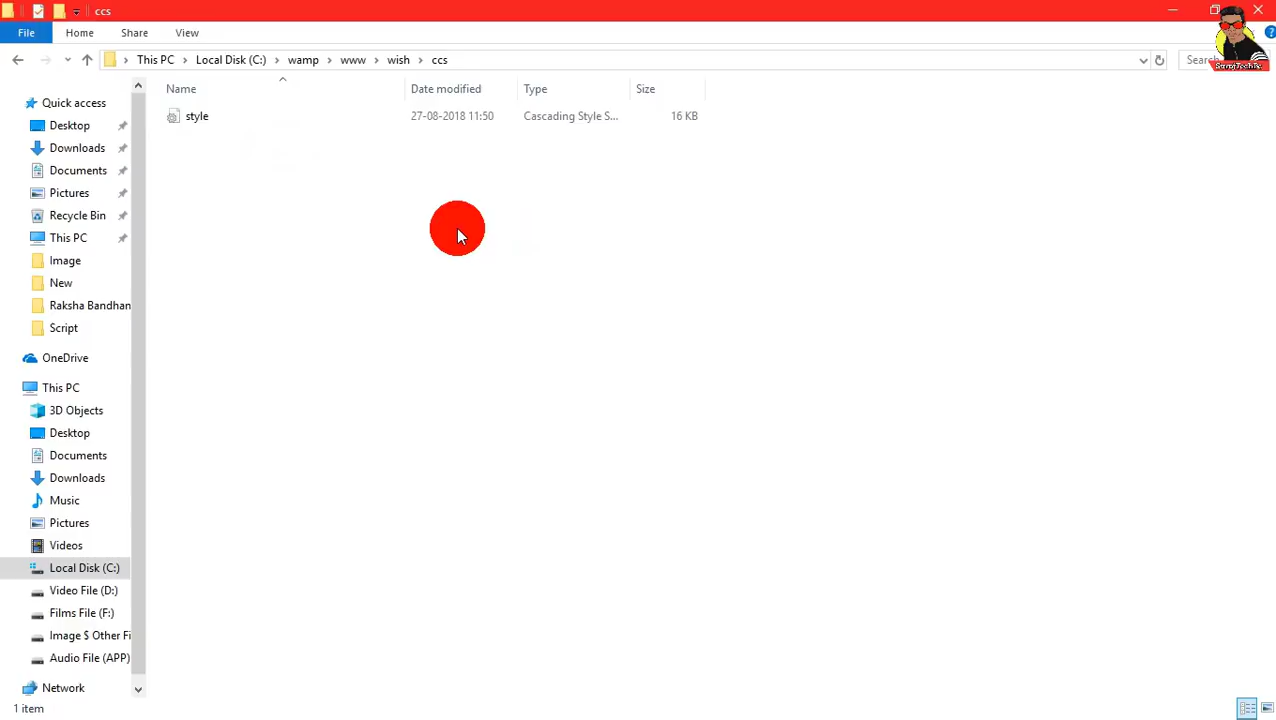 ccs
File Home Share View
This PC Local Disk (C:) wamp www wish ccs Searc
Name Date modified Type Size
style 27-08-2018 11:50 Cascading Style S... 16 KB
Quick access
Desktop
Downloads
Documents
Pictures
Recycle Bin
This PC
Image
New
Raksha Bandhan
Script
OneDrive
This PC
3D Objects
Desktop
Documents
Downloads
Music
Pictures
Videos
Local Disk (C:)
Video File (D:)
Films File (F:)
Image $ Other Fi
Audio File (APP)
Network
1 item